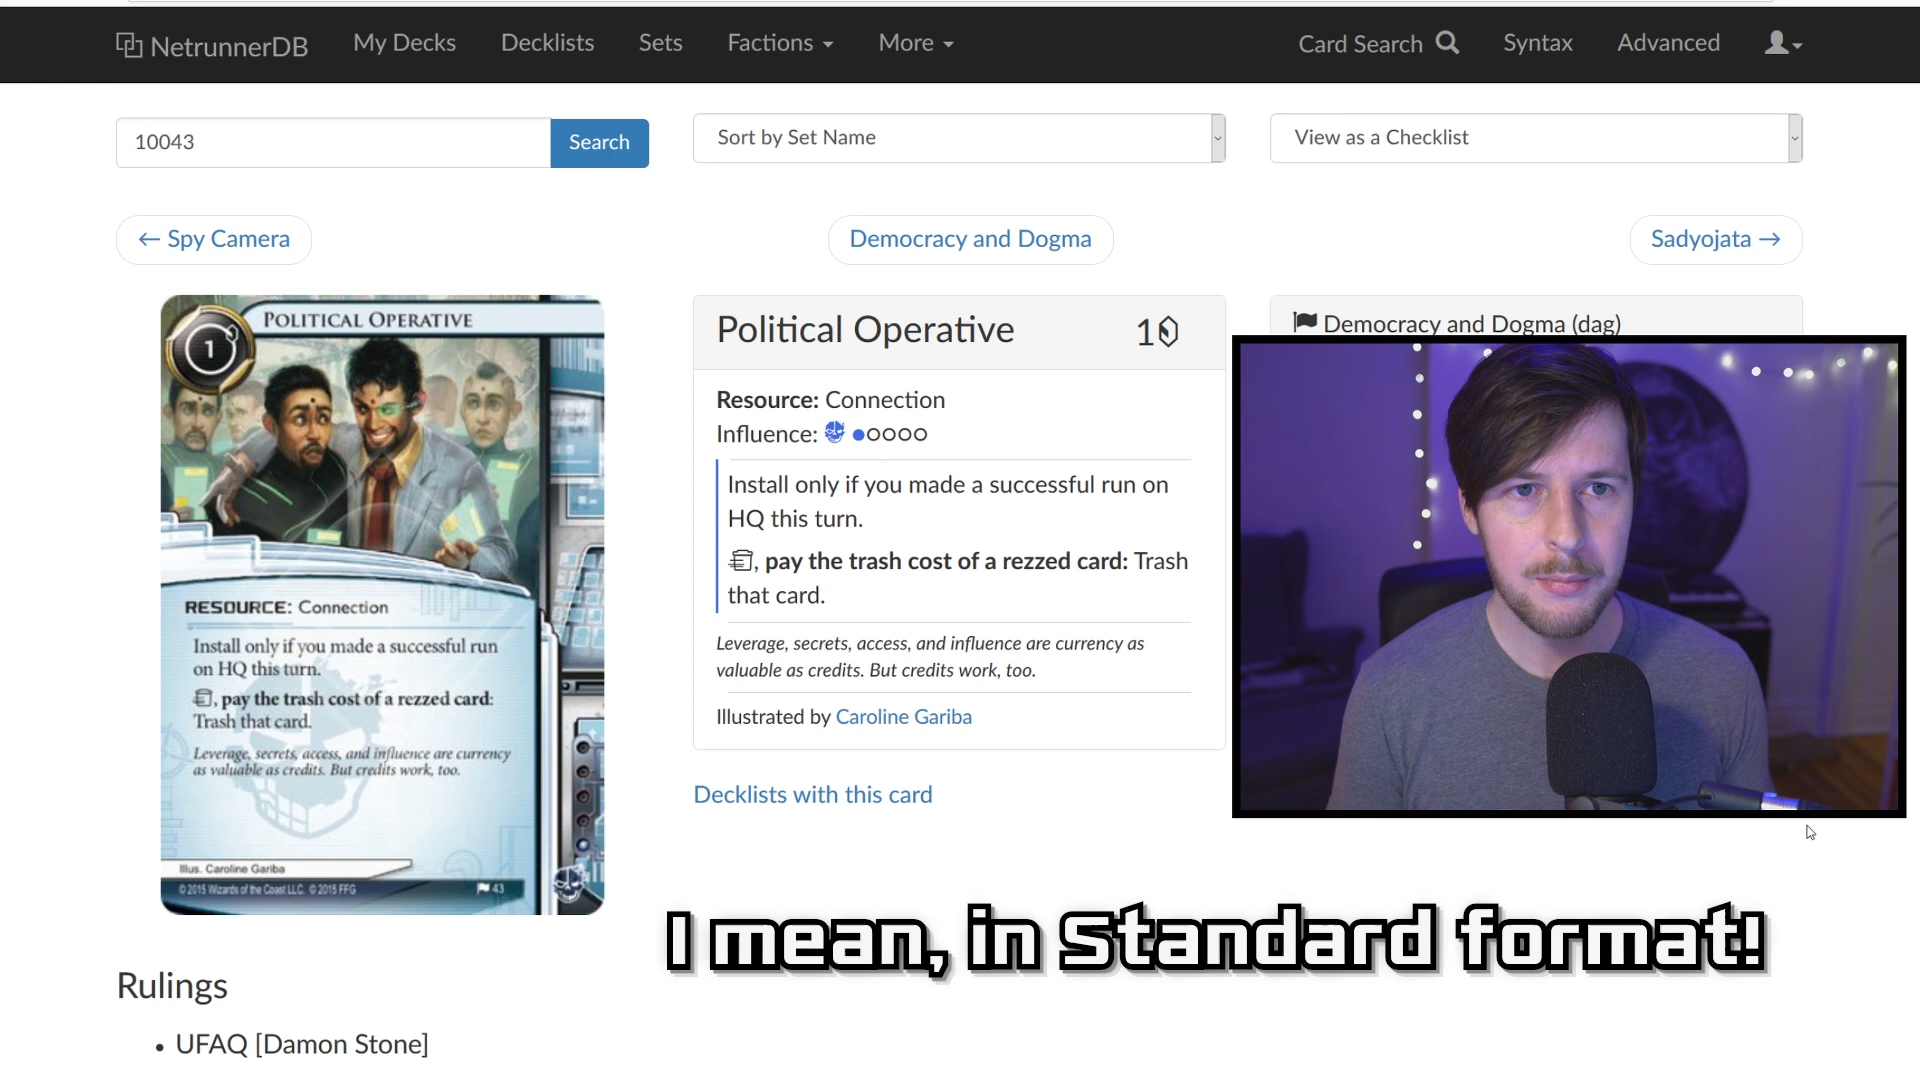 NetrunnerDB My Decks Decklists Sets Factions More Card Search Syntax Advanced
10043 Search Sort by Set Name View as a Checklist
← Spy Camera Democracy and Dogma Sadyojata →
1 POLITICAL OPERATIVE
RESOURCE: Connection
Install only if you made a successful run
on HQ this turn.
, pay the trash cost of a rezzed card:
Trash that card.
Leverage, secrets, access, and influence are currency
as valuable as credits. But credits work, too.
Illus. Caroline Gariba
© 2015 Wizards of the Coast LLC. © 2015 FFG 43
Political Operative 1
Resource: Connection
Influence:
Install only if you made a successful run on
HQ this turn.
, pay the trash cost of a rezzed card: Trash
that card.
Leverage, secrets, access, and influence are currency as
valuable as credits. But credits work, too.
Illustrated by Caroline Gariba
Decklists with this card
Democracy and Dogma (dag)
I mean, in Standard format!
Rulings
• UFAQ [Damon Stone]